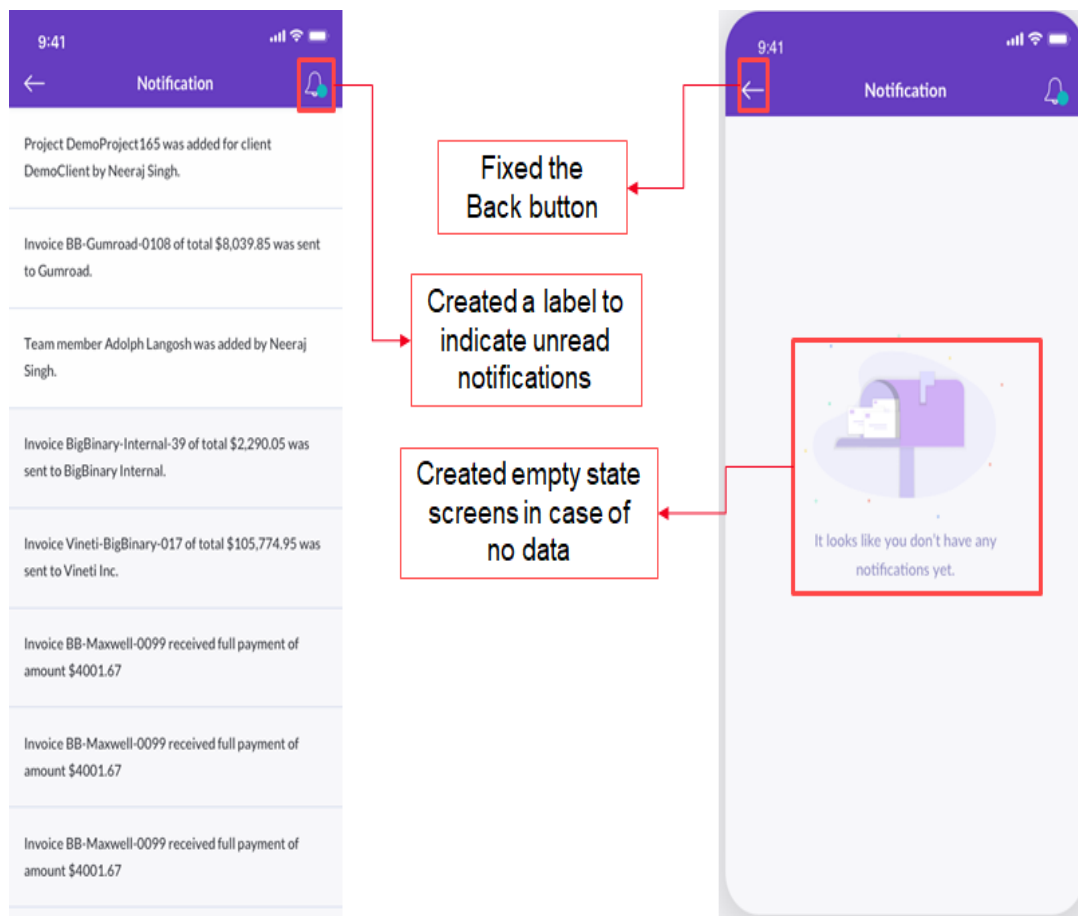 9:41
Notification
Project DemoProject165 was added for client
DemoClient by Neeraj Singh.
Invoice BB-Gumroad-0108 of total $8,039.85 was sent
to Gumroad.
Team member Adolph Langosh was added by Neeraj
Singh.
Invoice BigBinary-Internal-39 of total $2,290.05 was
sent to BigBinary Internal.
Invoice Vineti-BigBinary-017 of total $105,774.95 was
sent to Vineti Inc.
Invoice BB-Maxwell-0099 received full payment of
amount $4001.67
Invoice BB-Maxwell-0099 received full payment of
amount $4001.67
Invoice BB-Maxwell-0099 received full payment of
amount $4001.67
Fixed the
Back button
Created a label to
indicate unread
notifications
Created empty state
screens in case of
no data
9:41
Notification
It looks like you don't have any
notifications yet.